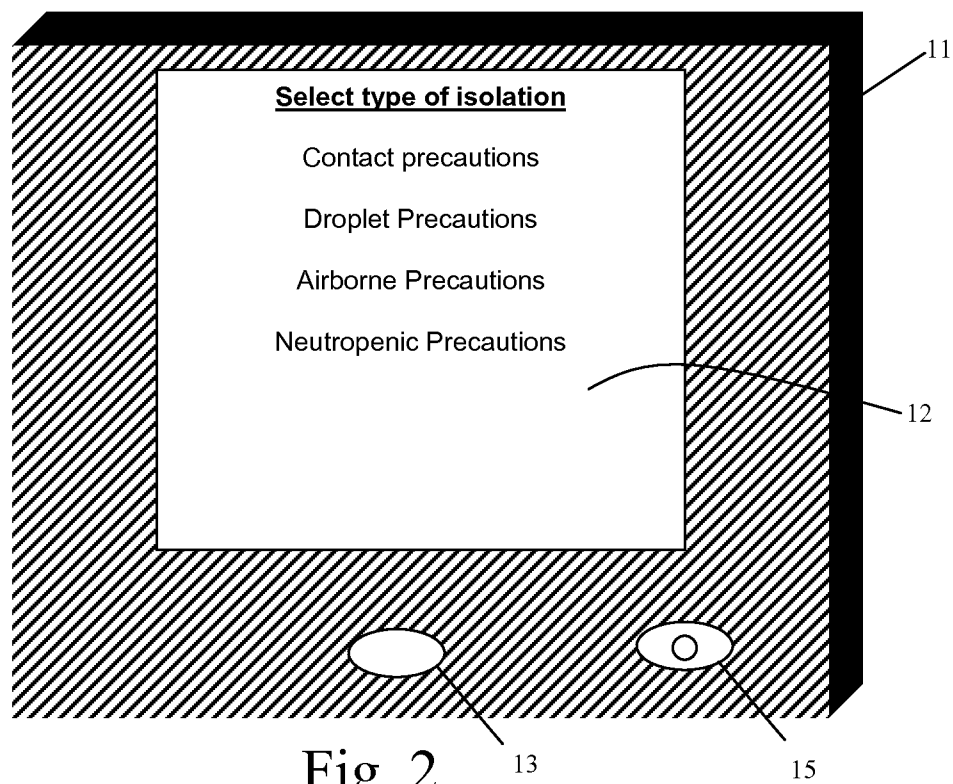 Select type of isolation
Contact precautions
Droplet Precautions
Airborne Precautions
Neutropenic Precautions
11
12
13
15
Fig. 2